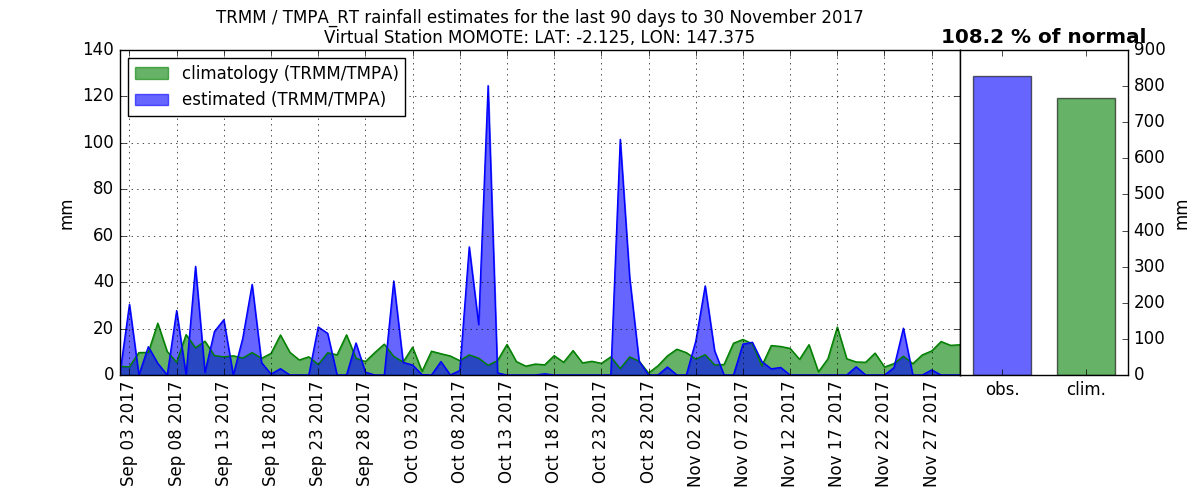 TRMM / TMPA_RT rainfall estimates for the last 90 days to 30 November 2017
Virtual Station MOMOTE: LAT: -2.125, LON: 147.375
108.2 % of normal
climatology (TRMM/TMPA)
estimated (TRMM/TMPA)
140
120
100
80
60
40
20
0
mm
Sep 03 2017
Sep 08 2017
Sep 13 2017
Sep 18 2017
Sep 23 2017
Sep 28 2017
Oct 03 2017
Oct 08 2017
Oct 13 2017
Oct 18 2017
Oct 23 2017
Oct 28 2017
Nov 02 2017
Nov 07 2017
Nov 12 2017
Nov 17 2017
Nov 22 2017
Nov 27 2017
900
800
700
600
500
400
300
200
100
0
mm
obs.
clim.